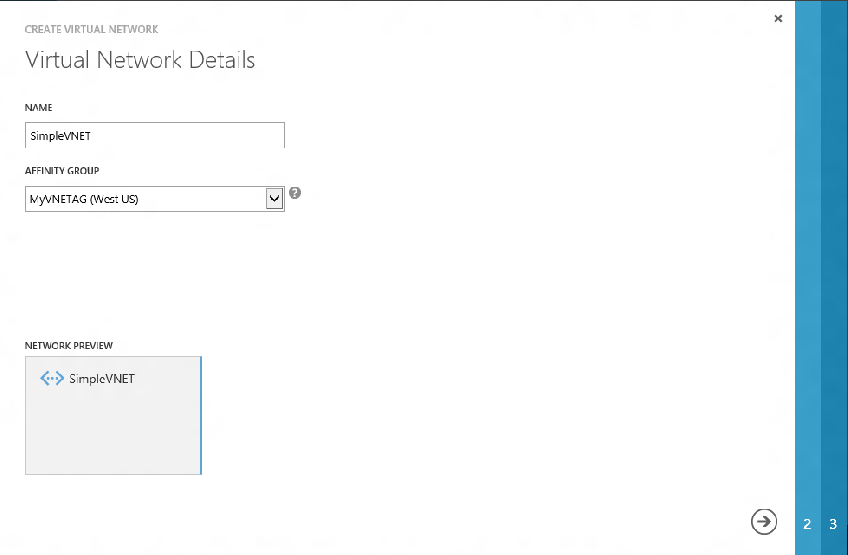 CREATE VIRTUAL NETWORK
Virtual Network Details
NAME
SimpleVNET
AFFINITY GROUP
MyVNETAG (West US)
?
NETWORK PREVIEW
SimpleVNET
2 3